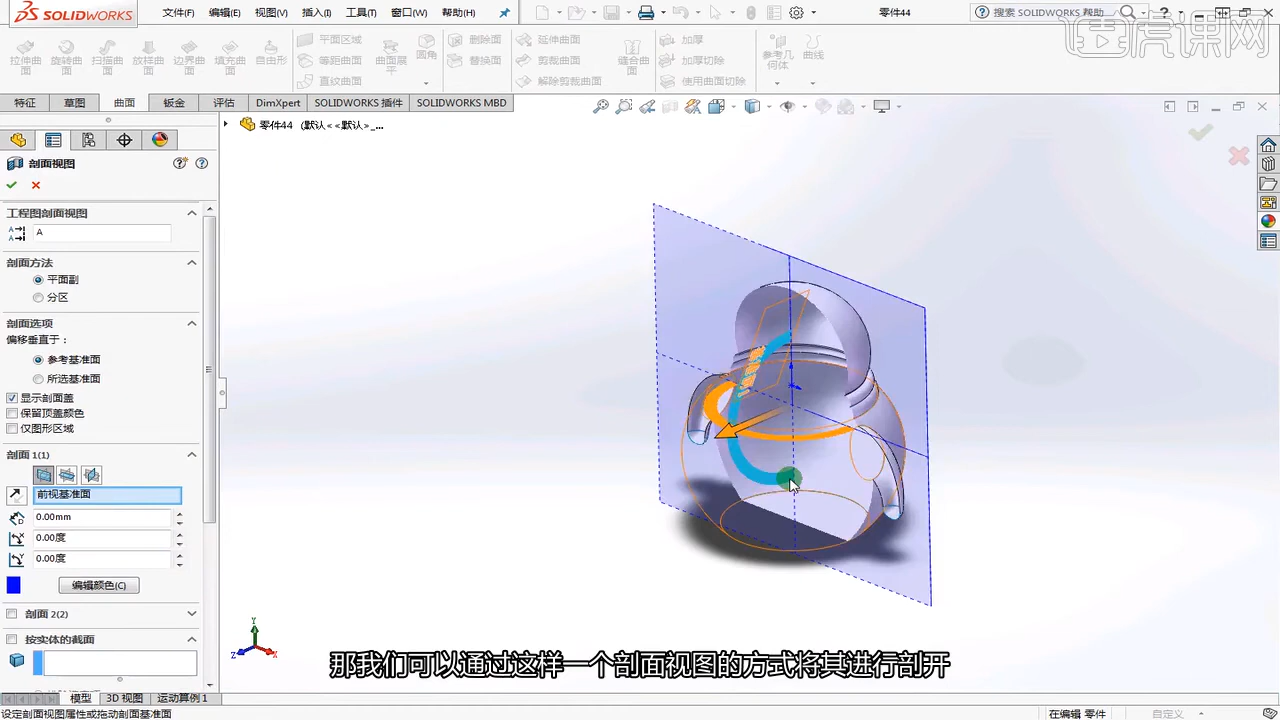 SOLIDWORKS
文件(F) 编辑(E) 视图(V) 插入(I) 工具(T) 窗口(W) 帮助(H)
零件44
搜索 SOLIDWORKS 帮助
虎课网
拉伸曲面
旋转曲面
扫描曲面
放样曲面
边界曲面
填充曲面
自由形
平面区域
等距曲面
直纹曲面
曲面展平
圆角
删除面
替换面
延伸曲面
剪裁曲面
解除剪裁曲面
缝合曲面
加厚
加厚切除
使用曲面切除
参考几何体
曲线
特征 草图 曲面 钣金 评估 DimXpert SOLIDWORKS 插件 SOLIDWORKS MBD
零件44 (默认<<默认>_...
剖面视图
工程图剖面视图
A
剖面方法
平面副
分区
剖面选项
偏移垂直于:
参考基准面
所选基准面
显示剖面盖
保留顶盖颜色
仅图形区域
剖面 1(1)
前视基准面
0.00mm
0.00度
0.00度
编辑颜色(C)
剖面 2(2)
按实体的截面
Y
Z
X
那我们可以通过这样一个剖面视图的方式将其进行剖开
模型 3D 视图 运动算例 1
设定剖面视图属性或拖动剖面基准面
在编辑 零件
自定义